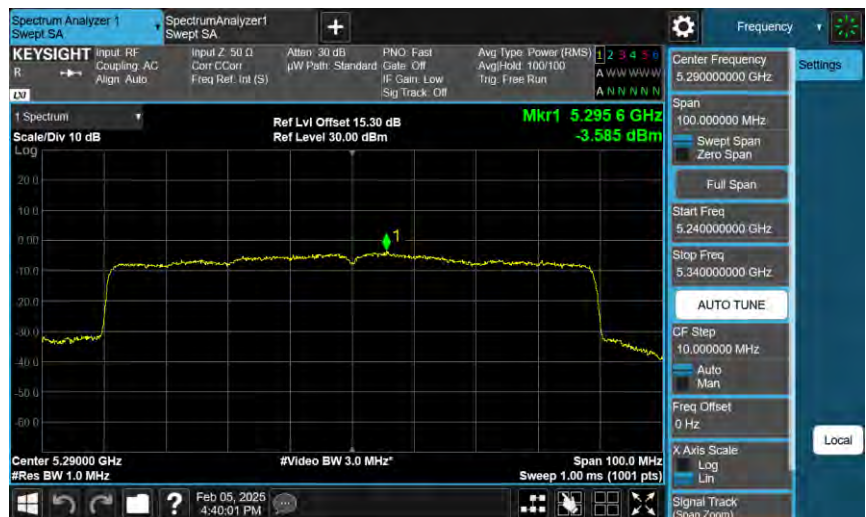 Spectrum Analyzer 1
Swept SA
SpectrumAnalyzer1
Swept SA
+
Frequency
KEYSIGHT
R
LXI
Input: RF
Coupling: AC
Align: Auto
Input Z: 50 Ω
Corr CCorr
Freq Ref: Int (S)
Atten: 30 dB
µW Path: Standard
PNO: Fast
Gate: Off
IF Gain: Low
Sig Track: Off
Avg Type: Power (RMS)
Avg|Hold: 100/100
Trig: Free Run
1 2 3 4 5 6
A W W W W W
A N N N N N
1 Spectrum
Scale/Div 10 dB
Ref Lvl Offset 15.30 dB
Ref Level 30.00 dBm
Mkr1 5.295 6 GHz
-3.585 dBm
Log
20.0
10.0
0.00
-10.0
-20.0
-30.0
-40.0
-50.0
-60.0
1
Center 5.29000 GHz
#Res BW 1.0 MHz
#Video BW 3.0 MHz*
Span 100.0 MHz
Sweep 1.00 ms (1001 pts)
Feb 05, 2025
4:40:01 PM
?
Center Frequency
5.290000000 GHz
Span
100.000000 MHz
Swept Span
Zero Span
Full Span
Start Freq
5.240000000 GHz
Stop Freq
5.340000000 GHz
AUTO TUNE
CF Step
10.000000 MHz
Auto
Man
Freq Offset
0 Hz
X Axis Scale
Log
Lin
Signal Track
(Span Zoom)
Settings
Local